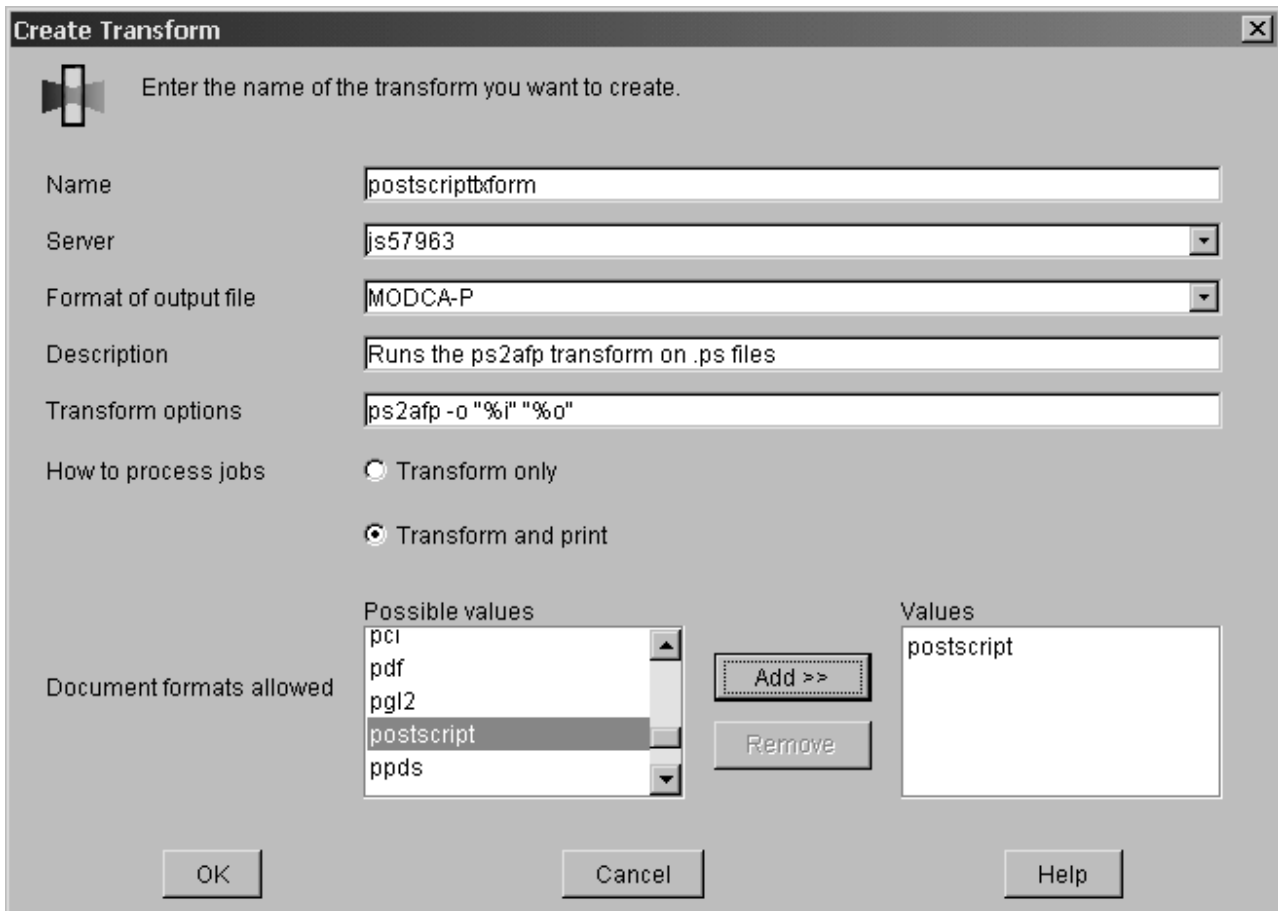 Create Transform
Enter the name of the transform you want to create.
Name
postscripttxform
Server
js57963
Format of output file
MODCA-P
Description
Runs the ps2afp transform on .ps files
Transform options
ps2afp -o "%i" "%o"
How to process jobs
Transform only
Transform and print
Document formats allowed
Possible values
pcl
pdf
pgl2
postscript
ppds
Add >>
Remove
Values
postscript
OK
Cancel
Help